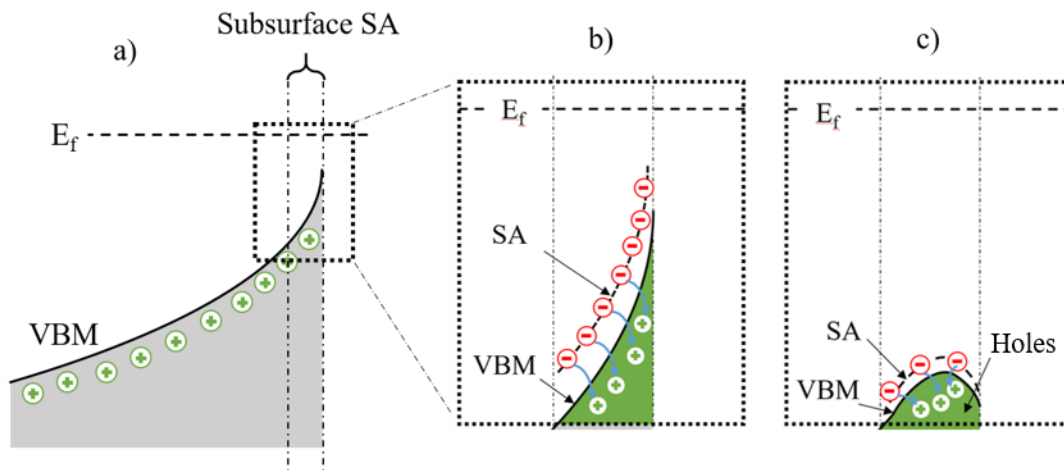 Subsurface SA
a)
b)
c)
E_f
E_f
E_f
SA
VBM
VBM
SA
VBM
Holes